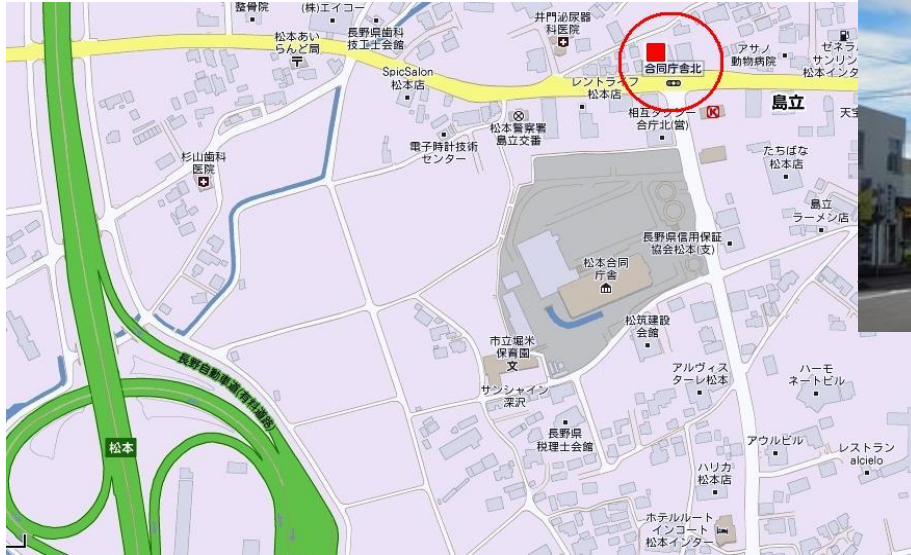 整骨院
(株)エイコー
松本あい
らんど局
長野県歯科
技工士会館
井門泌尿器
科医院
SpicSalon
松本店
レントライフ
松本店
合同庁舎北
アサノ
動物病院
ゼネラ
サンリン
松本インタ
島立
天宝
相互タクシー
合庁北(営)
K
松本警察署
島立交番
電子時計技術
センター
杉山歯科
医院
たちばな
松本店
島立
ラーメン店
長野県信用保証
協会松本(支)
松本合同
庁舎
松筑建設
会館
市立堀米
保育園
文
サンシャイン
深沢
長野自動車道(有料道路)
アルヴィス
ターレ松本
ハーモ
ネートビル
長野県
税理士会館
アウルビル
レストラン
alcielo
ハリカ
松本店
松本
ホテルルート
インコート
松本インター